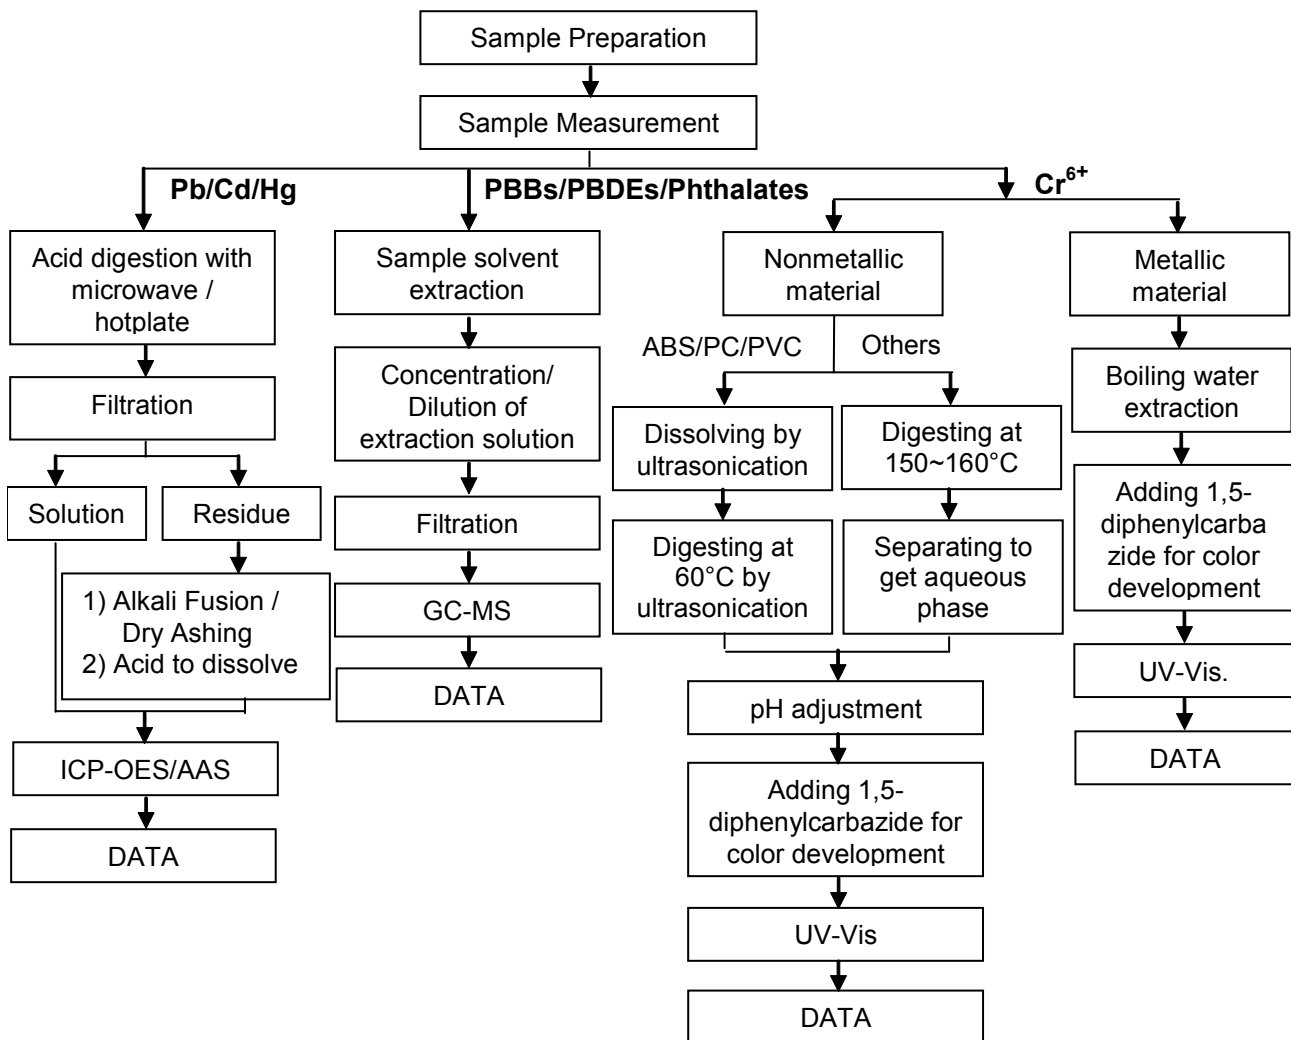 Sample Preparation
Sample Measurement
Pb/Cd/Hg
PBBs/PBDEs/Phthalates
Cr6+
Acid digestion with
microwave /
hotplate
Filtration
Solution
Residue
1) Alkali Fusion /
Dry Ashing
2) Acid to dissolve
ICP-OES/AAS
DATA
Sample solvent
extraction
Concentration/
Dilution of
extraction solution
Filtration
GC-MS
DATA
Nonmetallic
material
ABS/PC/PVC
Others
Dissolving by
ultrasonication
Digesting at
60°C by
ultrasonication
Digesting at
150~160°C
Separating to
get aqueous
phase
pH adjustment
Adding 1,5-
diphenylcarbazide for
color development
UV-Vis
DATA
Metallic
material
Boiling water
extraction
Adding 1,5-
diphenylcarba
zide for color
development
UV-Vis.
DATA